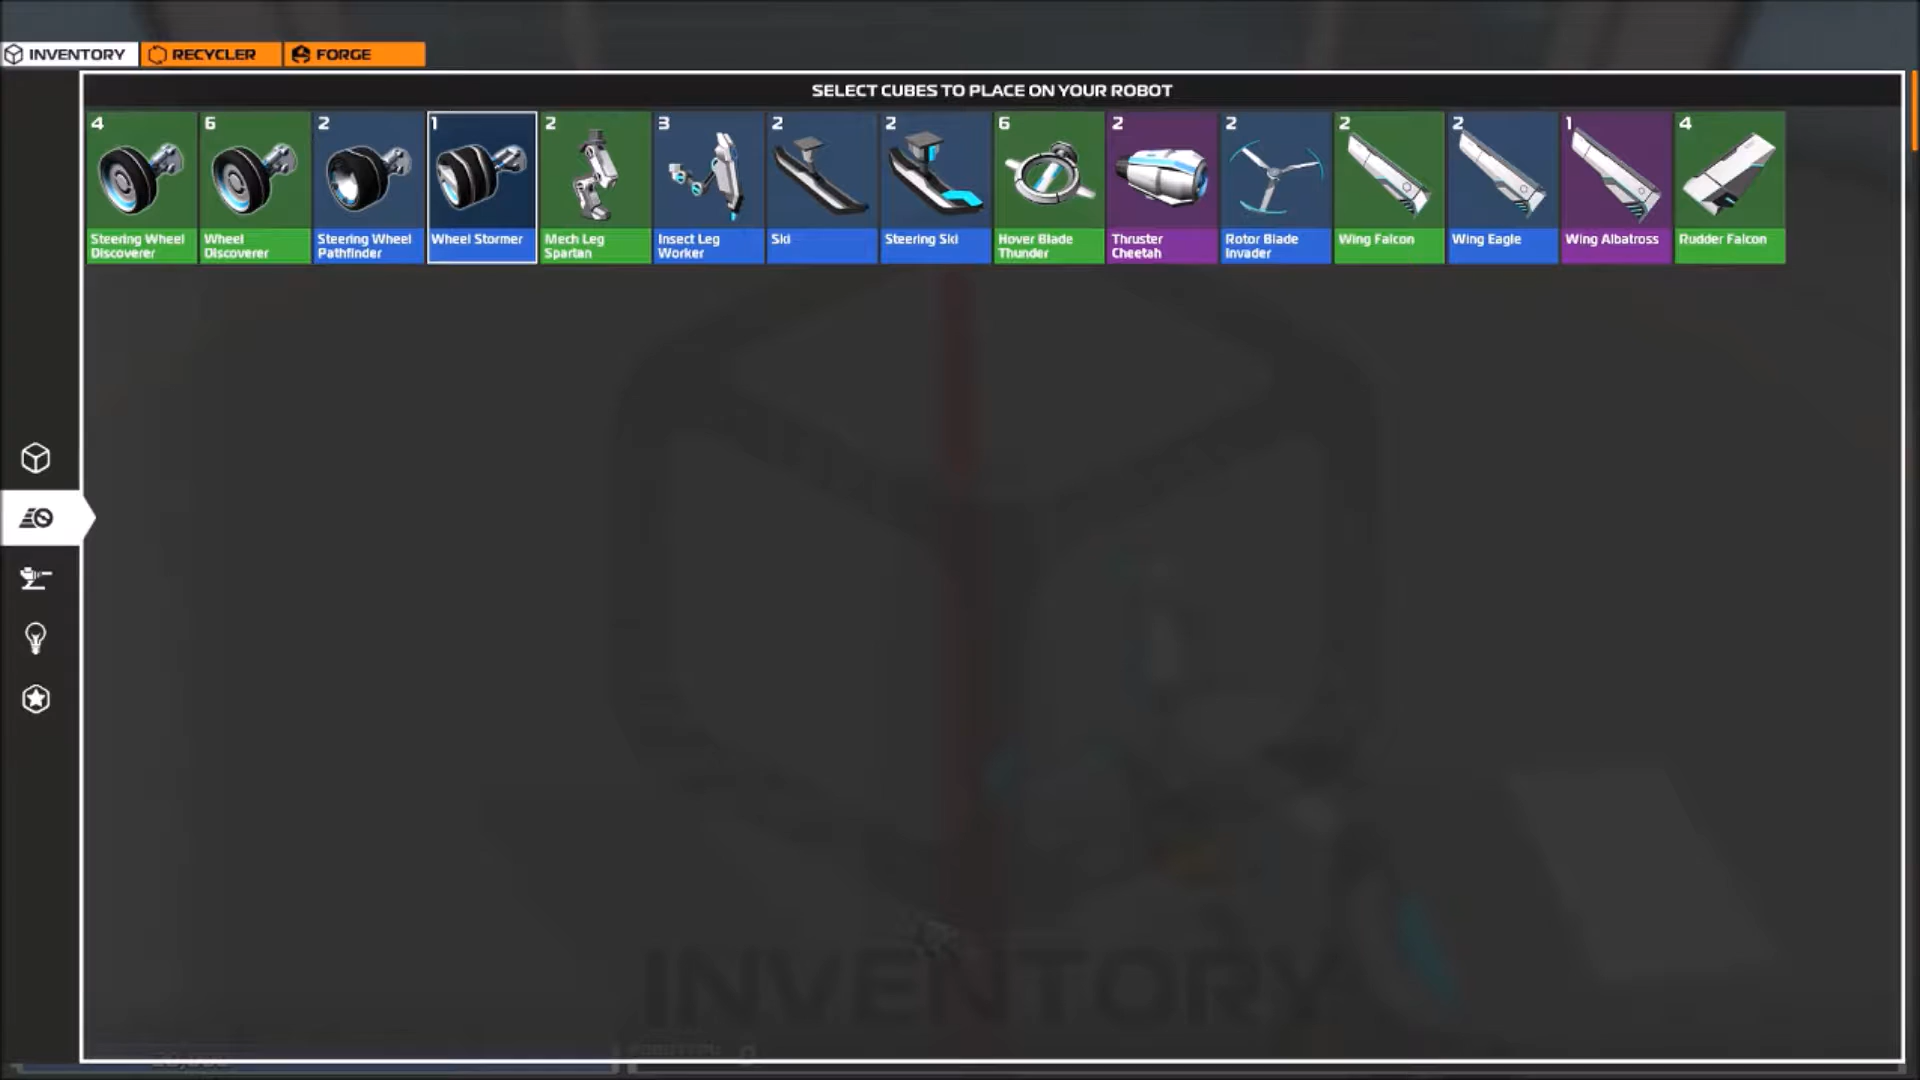 INVENTORY RECYCLER FORGE
SELECT CUBES TO PLACE ON YOUR ROBOT
4 6 2 1 2 3 2 2 6 2 2 2 2 1 4
Steering Wheel Discoverer
Wheel Discoverer
Steering Wheel Pathfinder
Wheel Stormer
Mech Leg Spartan
Insect Leg Worker
Ski
Steering Ski
Hover Blade Thunder
Thruster Cheetah
Rotor Blade Invader
Wing Falcon
Wing Eagle
Wing Albatross
Rudder Falcon
INVENTORY